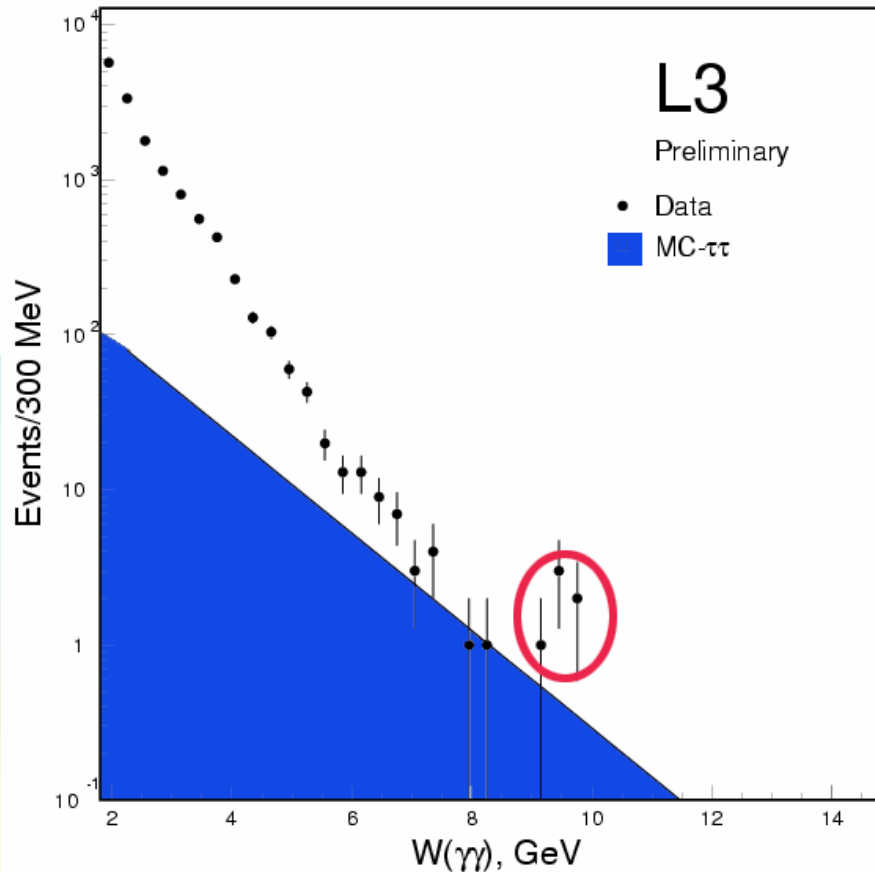 L3
Preliminary
Data
MC-ττ
Events/300 MeV
10⁴
10³
10²
10
1
10⁻¹
2 4 6 8 10 12 14
W(γγ), GeV